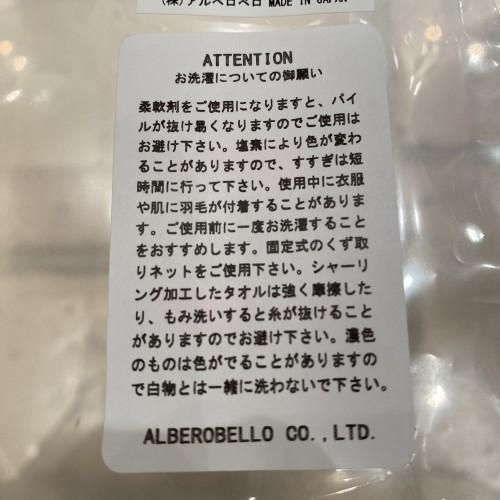 (株)アルベロベロ MADE IN JAPAN
ATTENTION
お洗濯についての御願い
柔軟剤をご使用になりますと、パイ
ルが抜け易くなりますのでご使用は
お避け下さい。塩素により色が変わ
ることがありますので、すすぎは短
時間に行って下さい。使用中に衣服
や肌に羽毛が付着することがありま
す。ご使用前に一度お洗濯すること
をおすすめします。固定式のくず取
りネットをご使用下さい。シャーリ
ング加工したタオルは強く摩擦した
り、もみ洗いすると糸が抜けること
がありますのでお避け下さい。濃色
のものは色がでることがありますの
で白物とは一緒に洗わないで下さい。
ALBEROBELLO CO.,LTD.